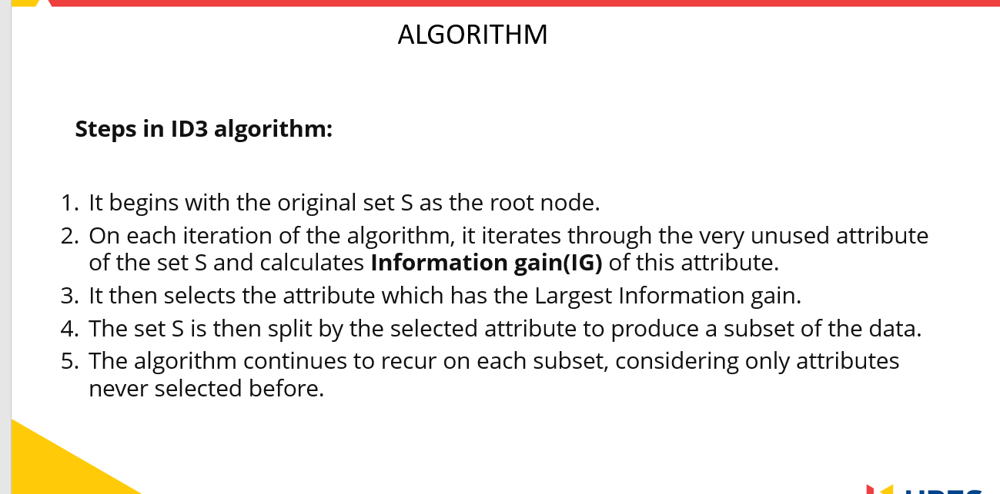 ALGORITHM
Steps in ID3 algorithm:
1. It begins with the original set S as the root node.
2. On each iteration of the algorithm, it iterates through the very unused attribute
of the set S and calculates Information gain(IG) of this attribute.
3. It then selects the attribute which has the Largest Information gain.
4. The set S is then split by the selected attribute to produce a subset of the data.
5. The algorithm continues to recur on each subset, considering only attributes
never selected before.